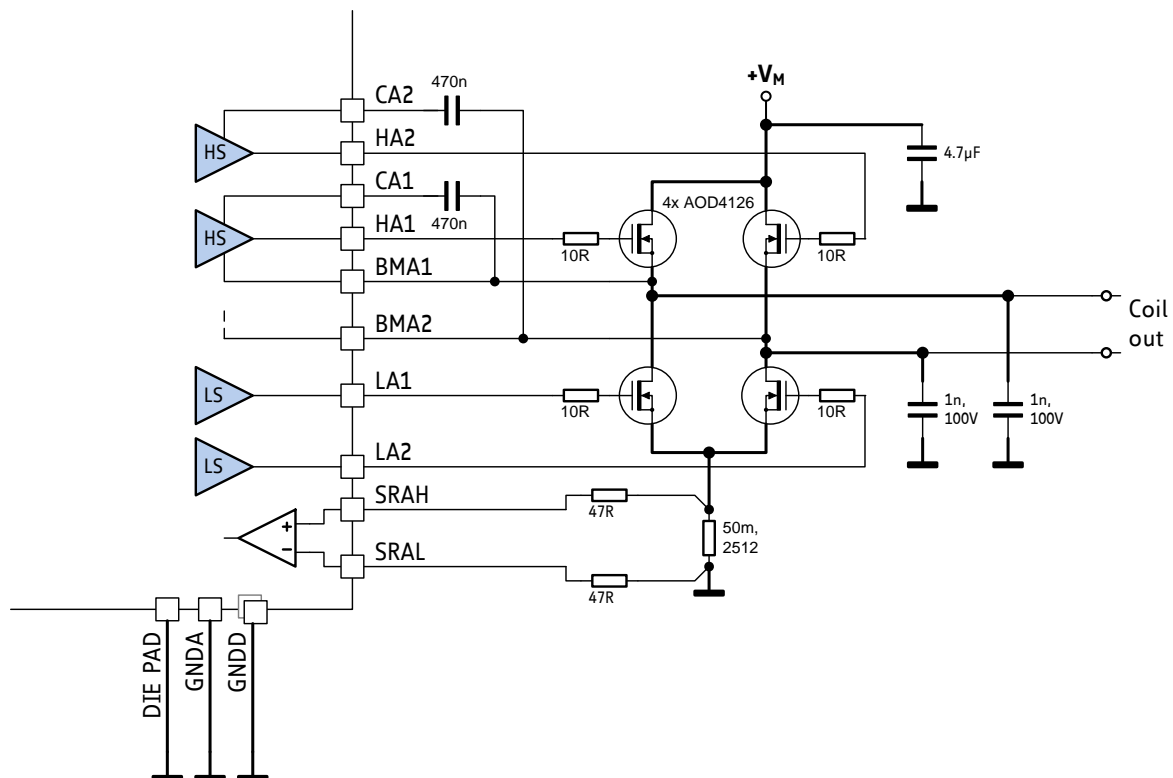 +VM
CA2
470n
HS
HA2
4.7µF
CA1
4x AOD4126
470n
HS
HA1
10R
10R
BMA1
Coil
out
BMA2
LS
LA1
10R
10R
1n,
100V
1n,
100V
LS
LA2
SRAH
47R
+
50m,
2512
−
SRAL
47R
DIE PAD
GNDA
GNDD